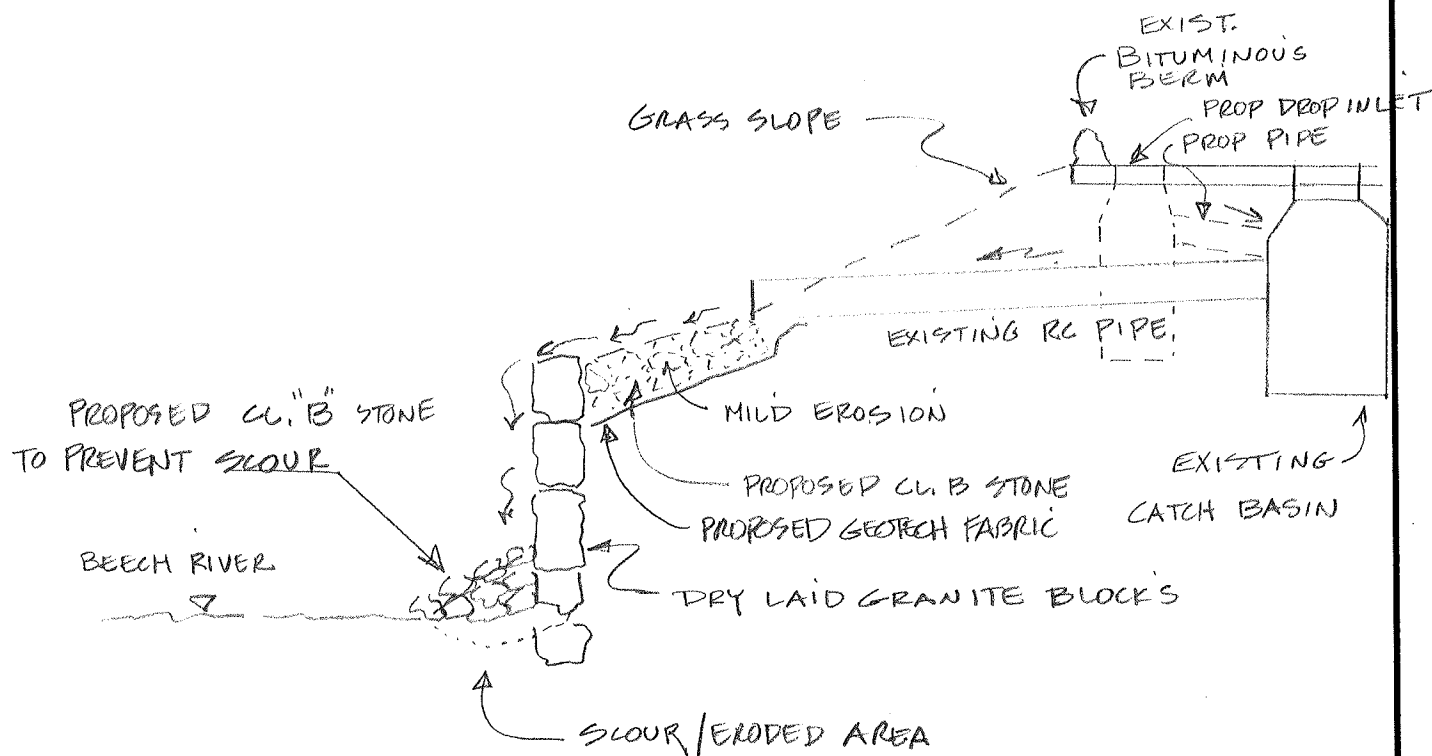 EXIST.
BITUMINOUS
BERM
GRASS SLOPE
PROP DROP INLET
PROP PIPE
EXISTING RC PIPE
MILD EROSION
PROPOSED CL. "B" STONE
TO PREVENT SCOUR
PROPOSED CL. B STONE
PROPOSED GEOTECH FABRIC
EXISTING
CATCH BASIN
BEECH RIVER
DRY LAID GRANITE BLOCKS
SCOUR/ERODED AREA